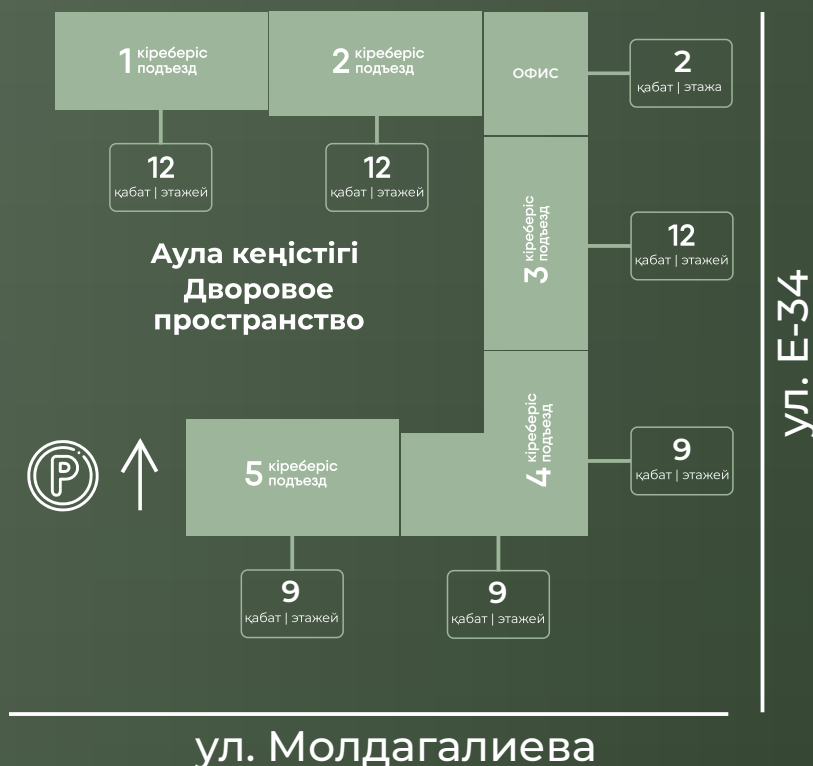 1 кіреберіс
подъезд
2 кіреберіс
подъезд
ОФИС
2
қабат | этажа
12
қабат | этажей
12
қабат | этажей
3 кіреберіс
подъезд
12
қабат | этажей
Аула кеңістігі
Дворовое
пространство
ул. Е-34
4 кіреберіс
подъезд
9
қабат | этажей
P
5 кіреберіс
подъезд
9
қабат | этажей
9
қабат | этажей
ул. Молдагалиева